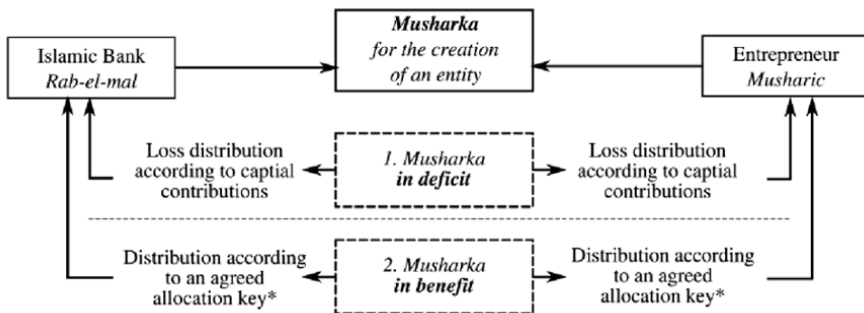 Musharka
for the creation
of an entity
Islamic Bank
Rab-el-mal
Entrepreneur
Musharic
Loss distribution
according to captial
contributions
1. Musharka
in deficit
Loss distribution
according to captial
contributions
Distribution according
to an agreed
allocation key*
2. Musharka
in benefit
Distribution according
to an agreed
allocation key*